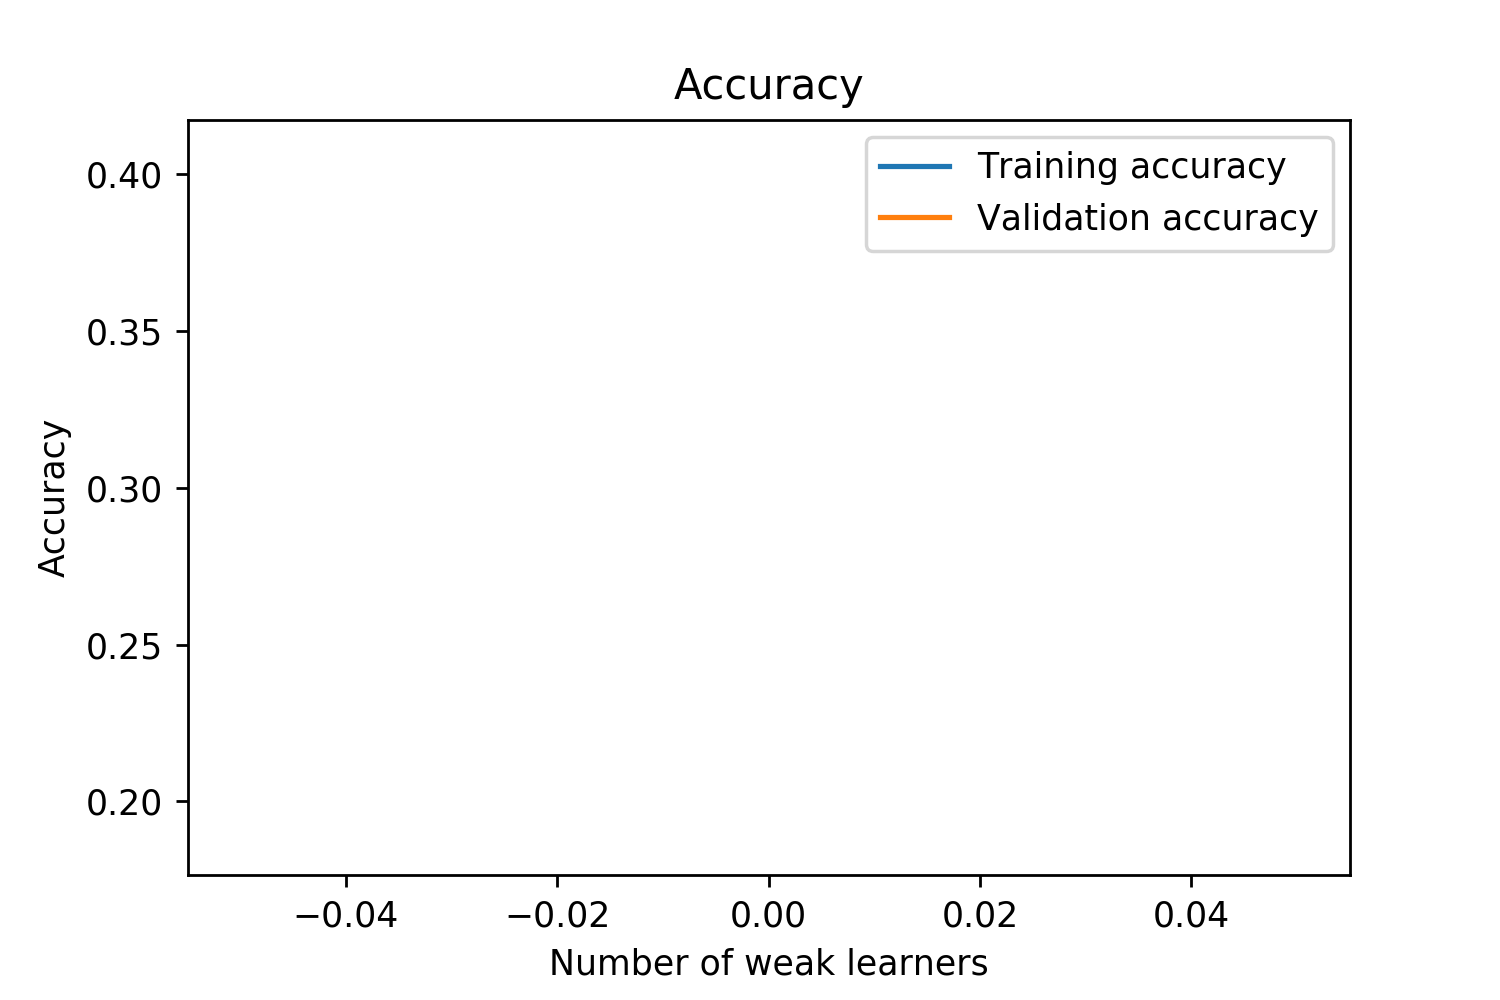 Accuracy
Training accuracy
Validation accuracy
0.40
0.35
0.30
0.25
0.20
Accuracy
−0.04
−0.02
0.00
0.02
0.04
Number of weak learners